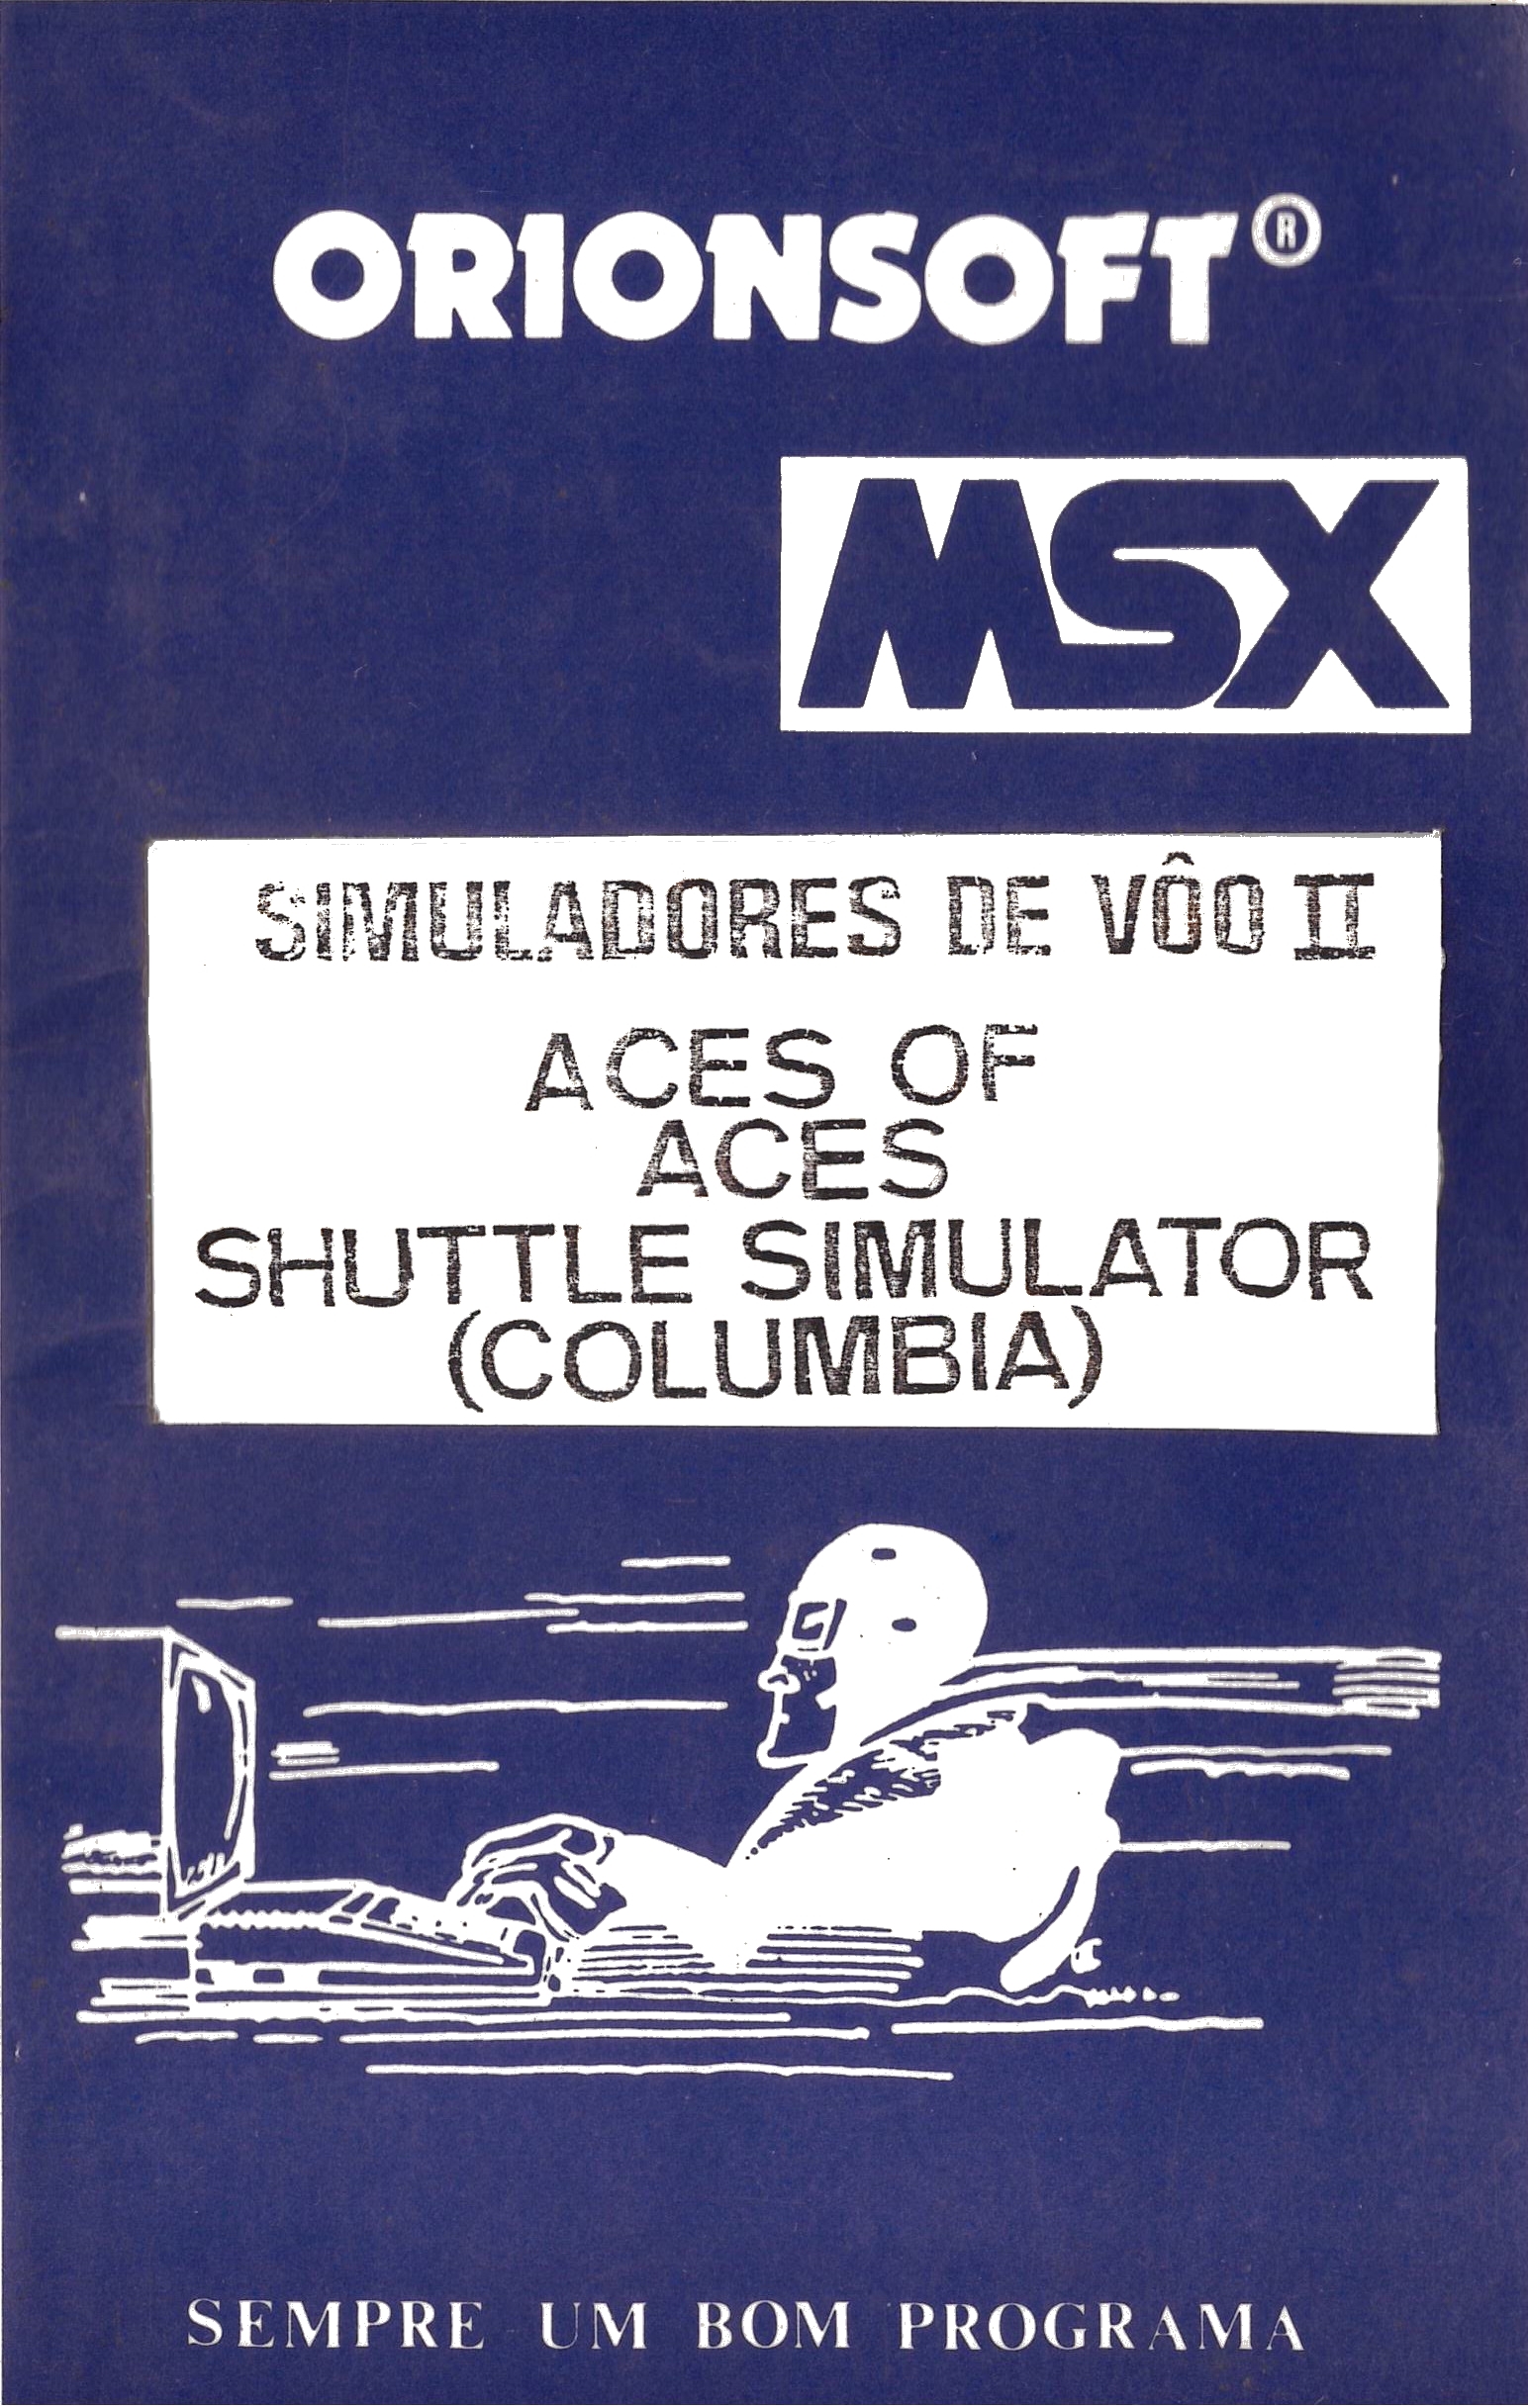 ORIONSOFT®
MSX
SIMULADORES DE VÔO II
ACES OF
ACES
SHUTTLE SIMULATOR
(COLUMBIA)
SEMPRE UM BOM PROGRAMA